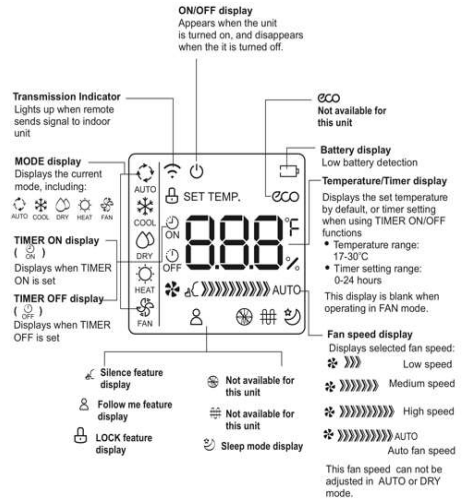 ON/OFF display
Appears when the unit
is turned on, and disappears
when the it is turned off.
Transmission Indicator
Lights up when remote
sends signal to indoor
unit
MODE display
Displays the current
mode, including:
AUTO COOL DRY HEAT FAN
TIMER ON display
( ON )
Displays when TIMER
ON is set
TIMER OFF display
( OFF )
Displays when TIMER
OFF is set
AUTO
COOL
DRY
HEAT
FAN
SET TEMP.
eco
ON
OFF
88.8
°F
%
AUTO
eco
Not available for
this unit
Battery display
Low battery detection
Temperature/Timer display
Displays the set temperature
by default, or timer setting
when using TIMER ON/OFF
functions
• Temperature range:
17-30°C
• Timer setting range:
0-24 hours
This display is blank when
operating in FAN mode.
Fan speed display
Displays selected fan speed:
Low speed
Medium speed
High speed
AUTO
Auto fan speed
This fan speed can not be
adjusted in AUTO or DRY
mode.
Silence feature
display
Follow me feature
display
LOCK feature
display
Not available for
this unit
Not available for
this unit
Sleep mode display